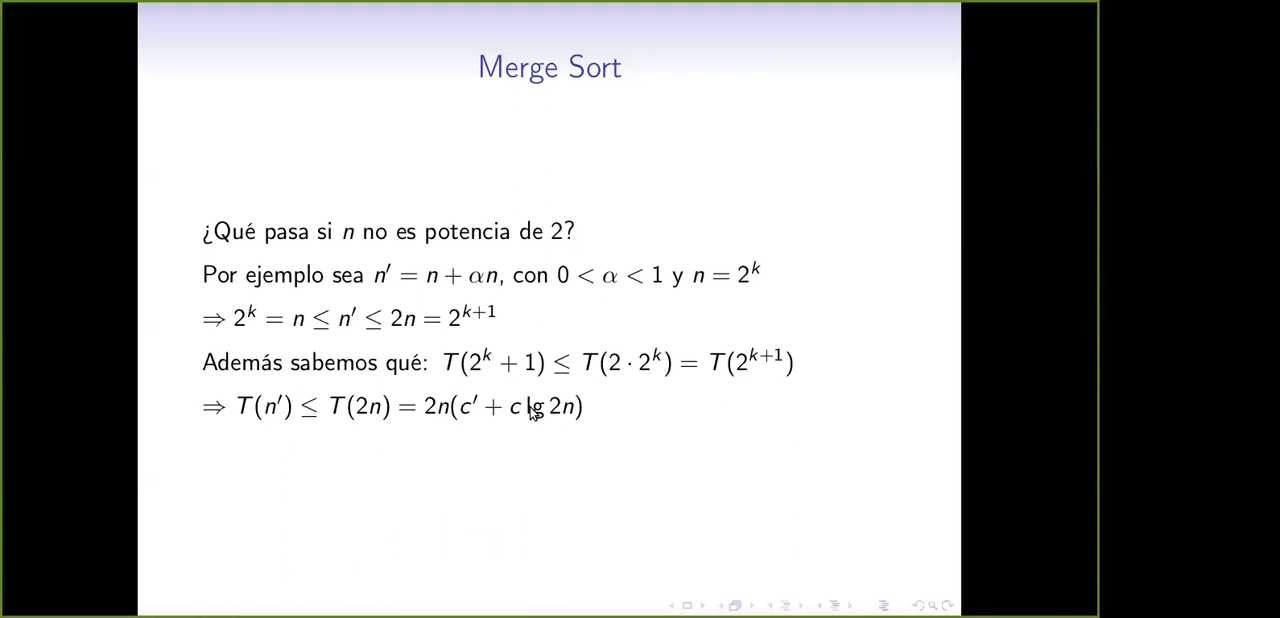 Merge Sort
¿Qué pasa si n no es potencia de 2?
Por ejemplo sea n′ = n + αn, con 0 < α < 1 y n = 2^k
⇒ 2^k = n ≤ n′ ≤ 2n = 2^{k+1}
Además sabemos qué: T(2^k + 1) ≤ T(2 · 2^k) = T(2^{k+1})
⇒ T(n′) ≤ T(2n) = 2n(c′ + c lg 2n)